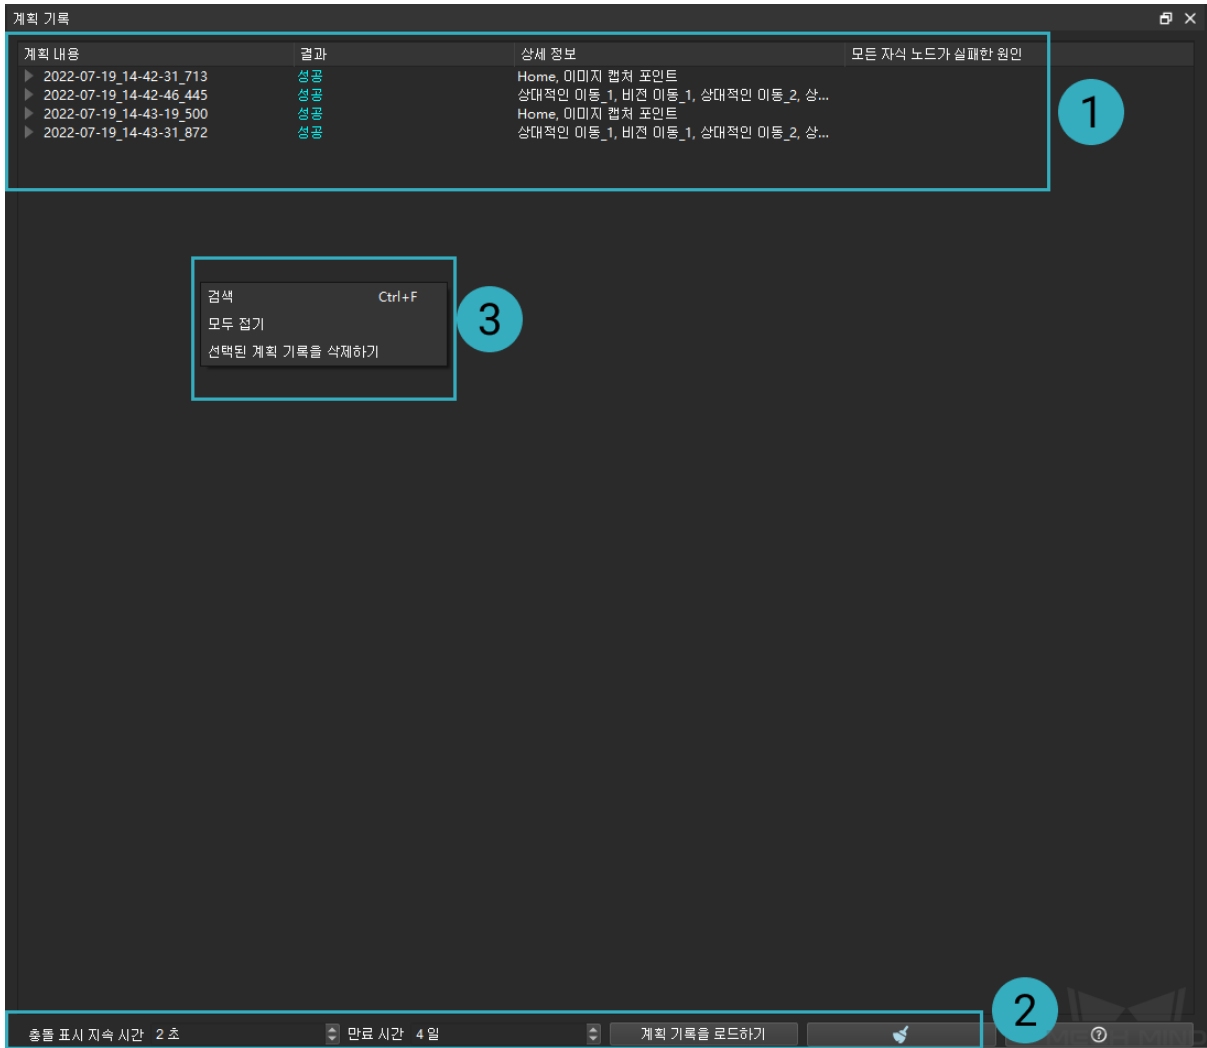 계획 기록
계획 내용 결과 상세 정보 모든 자식 노드가 실패한 원인
2022-07-19_14-42-31_713 성공 Home, 이미지 캡처 포인트
2022-07-19_14-42-46_445 성공 상대적인 이동_1, 비전 이동_1, 상대적인 이동_2, 상...
2022-07-19_14-43-19_500 성공 Home, 이미지 캡처 포인트
2022-07-19_14-43-31_872 성공 상대적인 이동_1, 비전 이동_1, 상대적인 이동_2, 상...
1
검색 Ctrl+F
모두 접기
선택된 계획 기록을 삭제하기
3
2
충돌 표시 지속 시간 2 초 만료 시간 4 일 계획 기록을 로드하기 ?